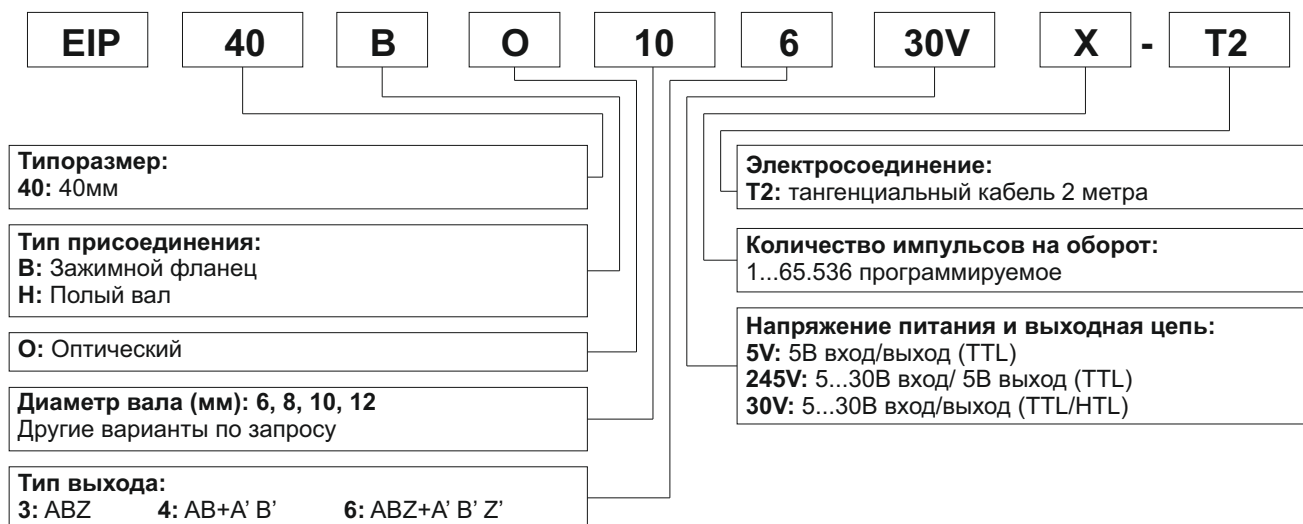 EIP 40 B O 10 6 30V X - T2
Типоразмер:
40: 40мм
Тип присоединения:
B: Зажимной фланец
H: Полый вал
O: Оптический
Диаметр вала (мм): 6, 8, 10, 12
Другие варианты по запросу
Тип выхода:
3: ABZ 4: AB+A’ B’ 6: ABZ+A’ B’ Z’
Электросоединение:
T2: тангенциальный кабель 2 метра
Количество импульсов на оборот:
1...65.536 программируемое
Напряжение питания и выходная цепь:
5V: 5В вход/выход (TTL)
245V: 5...30В вход/ 5В выход (TTL)
30V: 5...30В вход/выход (TTL/HTL)